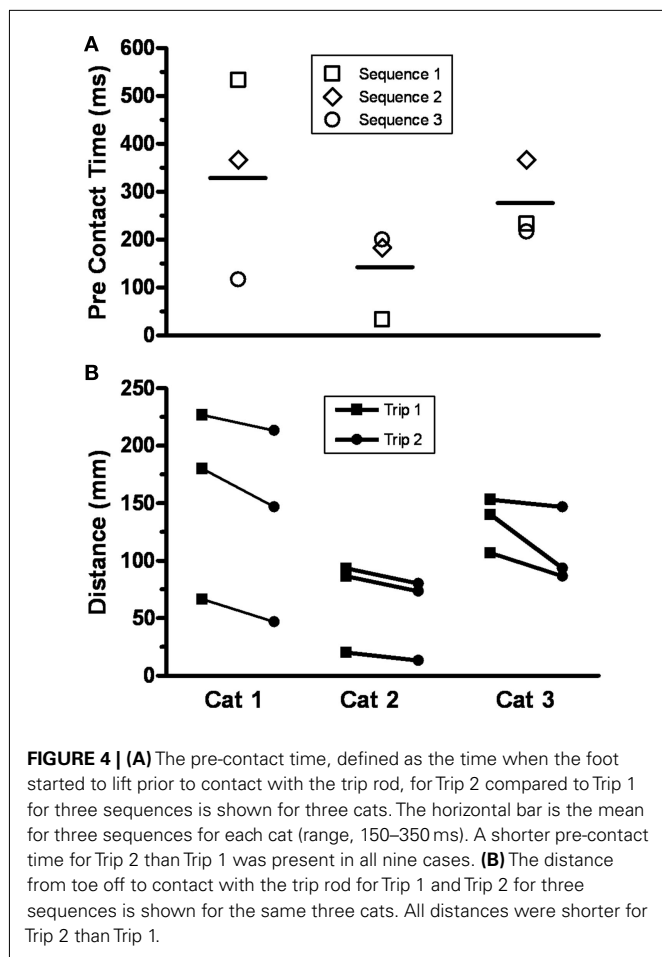 A
600
500
400
300
200
100
0
Pre Contact Time (ms)
Sequence 1
Sequence 2
Sequence 3
B
250
200
150
100
50
0
Distance (mm)
Trip 1
Trip 2
Cat 1 Cat 2 Cat 3
FIGURE 4 | (A) The pre-contact time, defined as the time when the foot
started to lift prior to contact with the trip rod, for Trip 2 compared to Trip 1
for three sequences is shown for three cats. The horizontal bar is the mean
for three sequences for each cat (range, 150–350 ms). A shorter pre-contact
time for Trip 2 than Trip 1 was present in all nine cases. (B) The distance
from toe off to contact with the trip rod for Trip 1 and Trip 2 for three
sequences is shown for the same three cats. All distances were shorter for
Trip 2 than Trip 1.